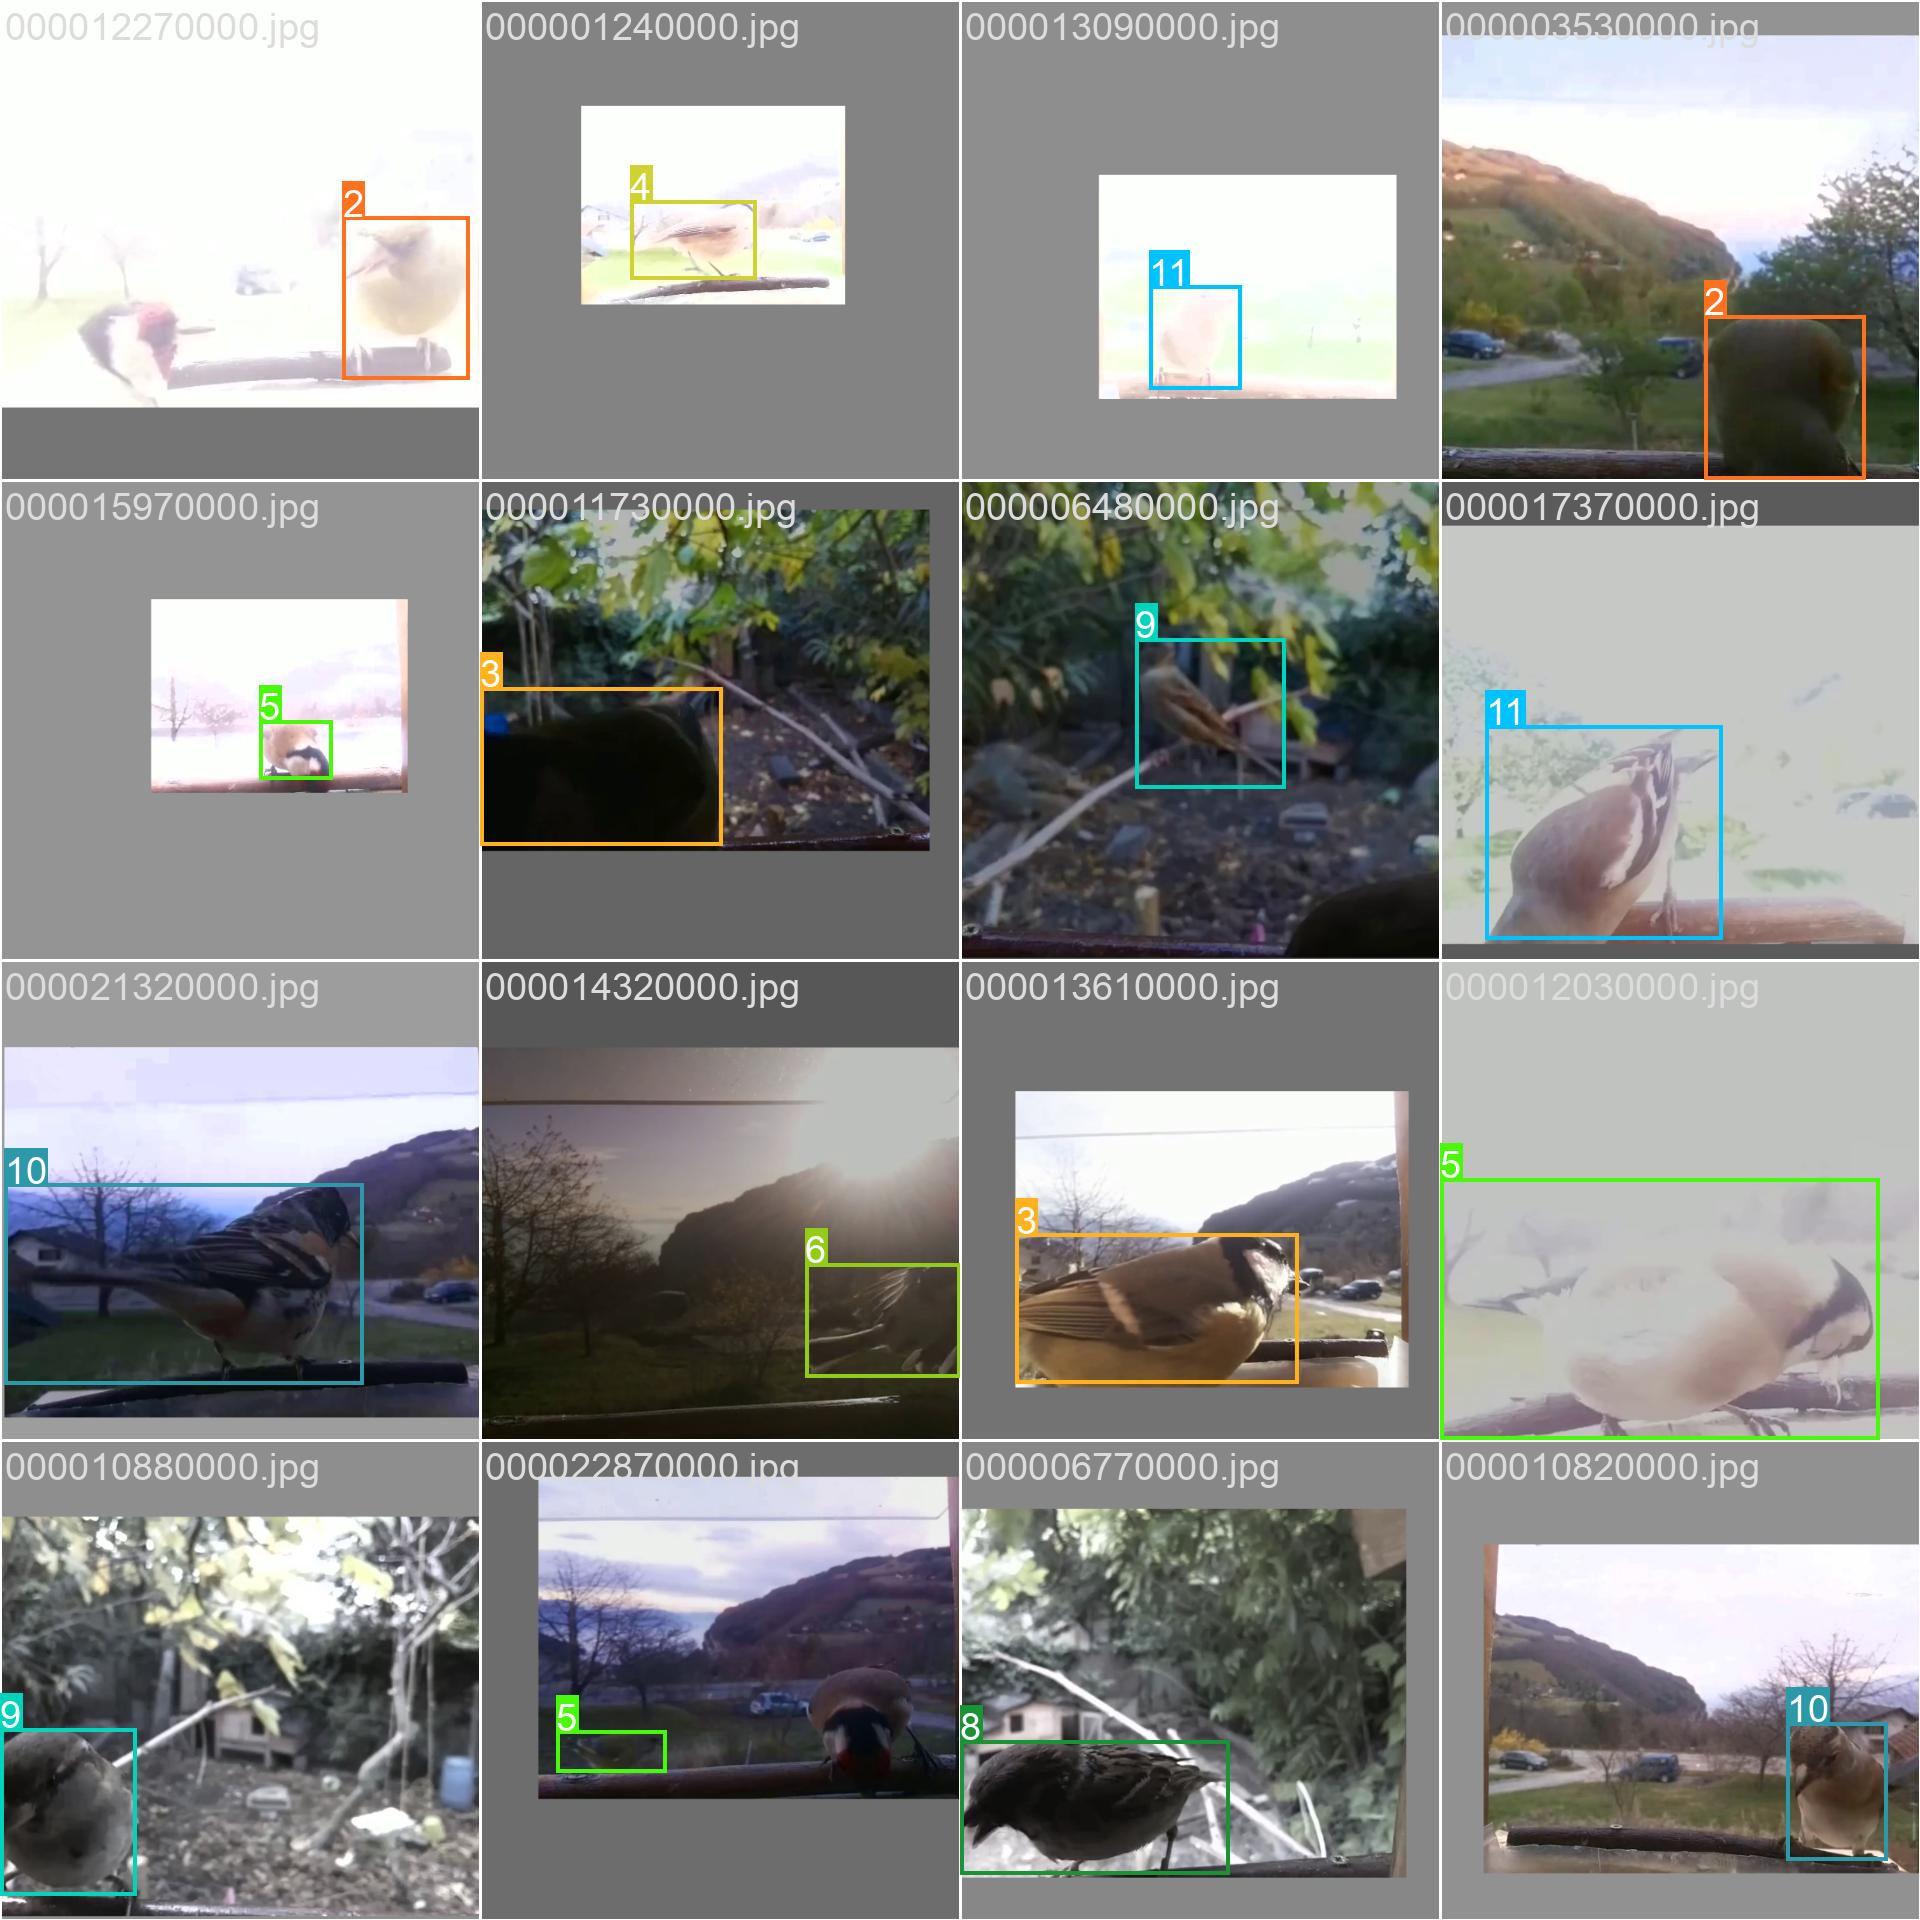 000012270000.jpg
000001240000.jpg
000013090000.jpg
000003530000.jpg
2
4
11
2
000015970000.jpg
000011730000.jpg
000006480000.jpg
000017370000.jpg
5
3
9
11
000021320000.jpg
000014320000.jpg
000013610000.jpg
000012030000.jpg
10
6
3
5
000010880000.jpg
000022870000.jpg
000006770000.jpg
000010820000.jpg
9
5
8
10